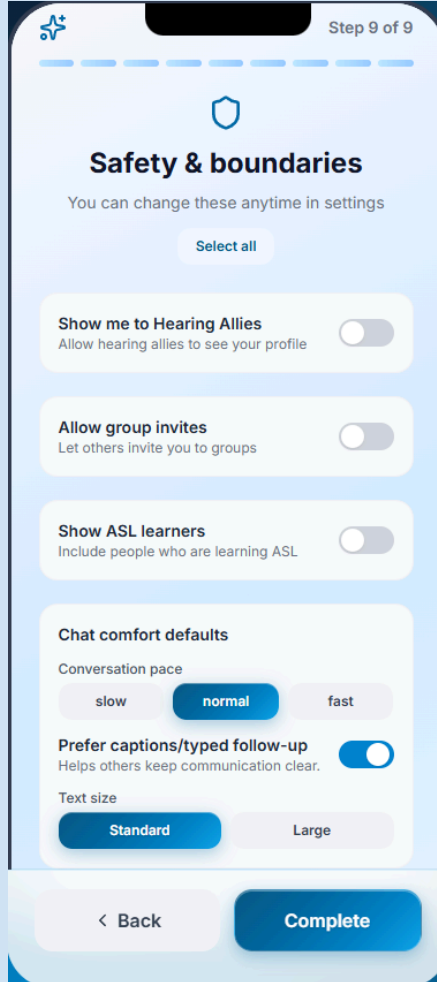 Step 9 of 9
Safety & boundaries
You can change these anytime in settings
Select all
Show me to Hearing Allies
Allow hearing allies to see your profile
Allow group invites
Let others invite you to groups
Show ASL learners
Include people who are learning ASL
Chat comfort defaults
Conversation pace
slow normal fast
Prefer captions/typed follow-up
Helps others keep communication clear.
Text size
Standard Large
Back Complete